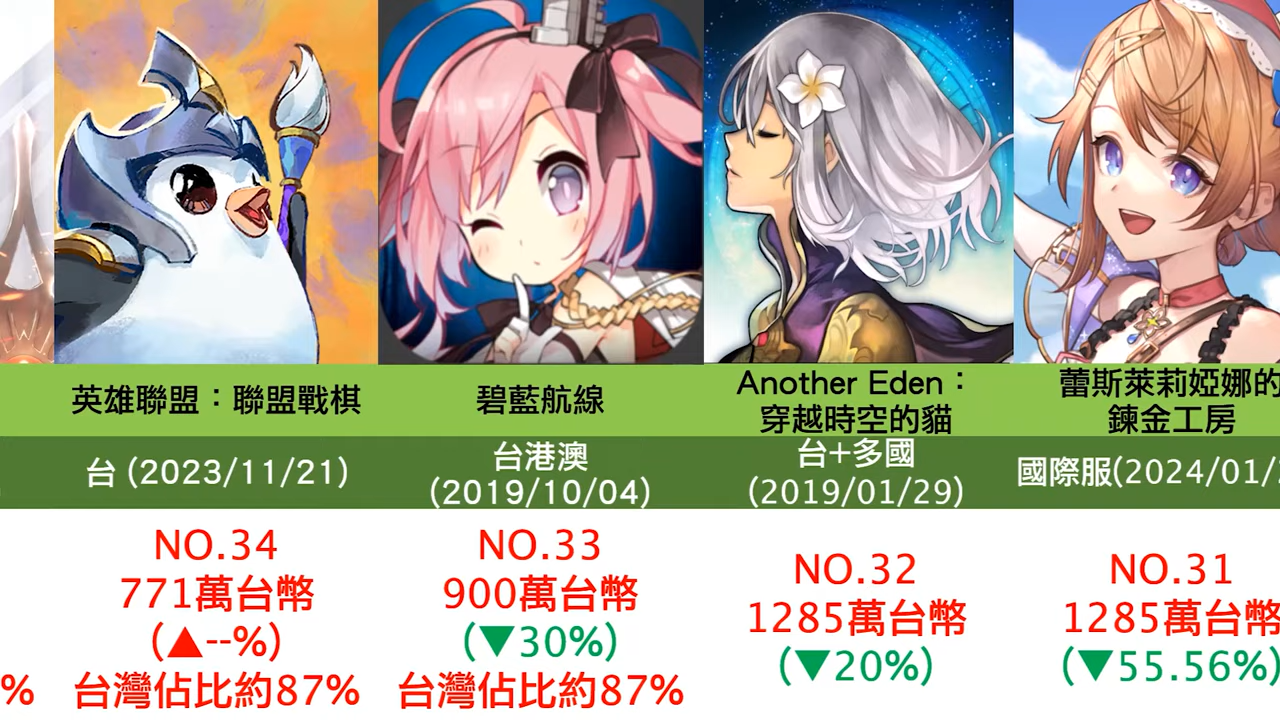 英雄聯盟：聯盟戰棋
台 (2023/11/21)
NO.34
771萬台幣
(▲--%)
台灣佔比約87%
碧藍航線
台港澳
(2019/10/04)
NO.33
900萬台幣
(▼30%)
台灣佔比約87%
Another Eden：
穿越時空的貓
台+多國
(2019/01/29)
NO.32
1285萬台幣
(▼20%)
蕾斯萊莉婭娜的
鍊金工房
國際服(2024/01/
NO.31
1285萬台幣
(▼55.56%)
%